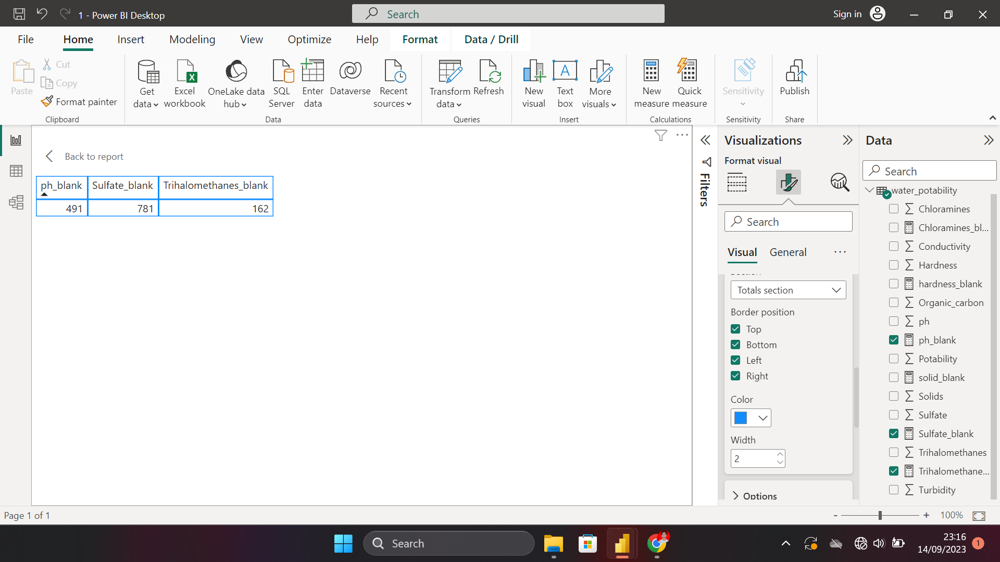 1 - Power BI Desktop
Search
Sign in
File
Home
Insert
Modeling
View
Optimize
Help
Format
Data / Drill
Paste
Cut
Copy
Format painter
Clipboard
Get
data
Excel
workbook
OneLake data
hub
SQL
Server
Enter
data
Dataverse
Recent
sources
Data
Transform
data
Refresh
Queries
New
visual
Text
box
More
visuals
Insert
New
measure
Quick
measure
Calculations
Sensitivity
Sensitivity
Publish
Share
Back to report
ph_blank
Sulfate_blank
Trihalomethanes_blank
491
781
162
Filters
Visualizations
Format visual
Search
Visual
General
Totals section
Border position
Top
Bottom
Left
Right
Color
Width
2
Options
Data
Search
water_potability
Chloramines
Chloramines_bl...
Conductivity
Hardness
hardness_blank
Organic_carbon
ph
ph_blank
Potability
solid_blank
Solids
Sulfate
Sulfate_blank
Trihalomethanes
Trihalomethane...
Turbidity
Page 1 of 1
- + 100%
Search
23:16
14/09/2023
1